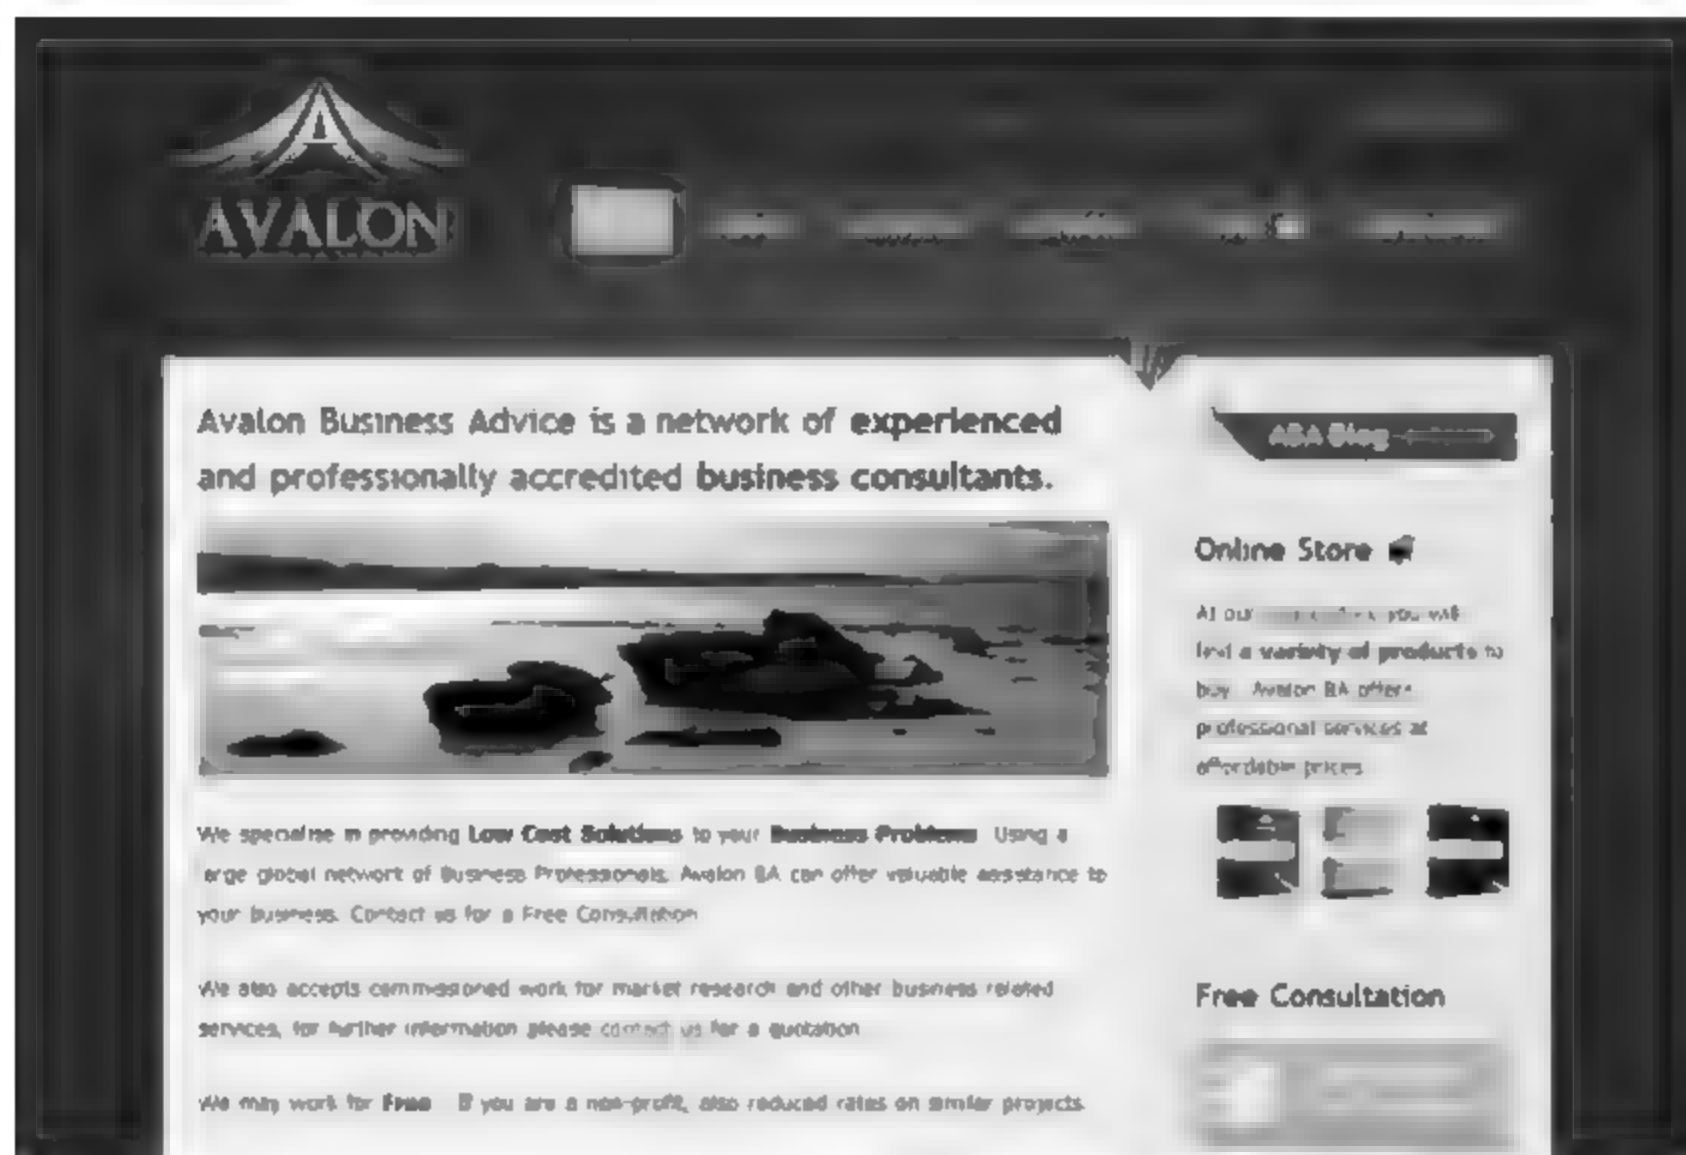 AVALON
Avalon Business Advice is a network of experienced
and professionally accredited business consultants.
ABA Blog
Online Store
At our you will
find a variety of products to
buy. Avalon BA offers
professional services at
affordable prices
We specialise in providing Low Cost Solutions to your Business Problems. Using a
large global network of Business Professionals, Avalon BA can offer valuable assistance to
your business. Contact us for a Free Consultation
We also accepts commissioned work for market research and other business related
services, for further information please contact us for a quotation
We may work for Free If you are a non-profit, also reduced rates on similar projects.
Free Consultation